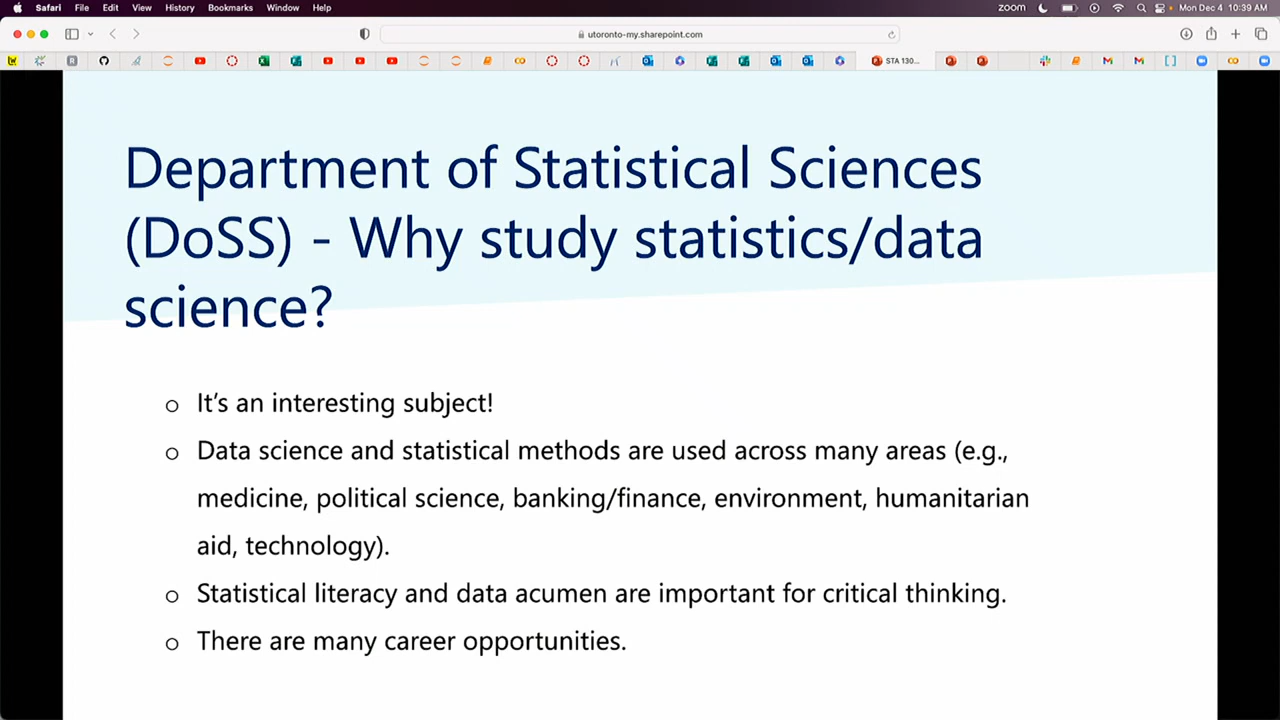 Safari File Edit View History Bookmarks Window Help zoom Mon Dec 4 10:39 AM
utoronto-my.sharepoint.com
STA 130...
Department of Statistical Sciences
(DoSS) - Why study statistics/data
science?
o It's an interesting subject!
o Data science and statistical methods are used across many areas (e.g.,
medicine, political science, banking/finance, environment, humanitarian
aid, technology).
o Statistical literacy and data acumen are important for critical thinking.
o There are many career opportunities.